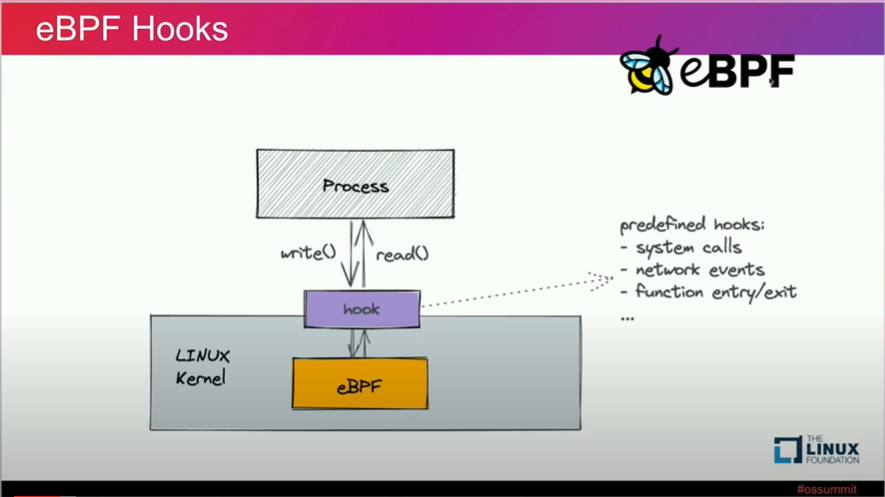 eBPF Hooks
eBPF
Process
write()
read()
predefined hooks:
- system calls
- network events
- function entry/exit
...
hook
LINUX
Kernel
eBPF
THE
LINUX
FOUNDATION
#ossummit